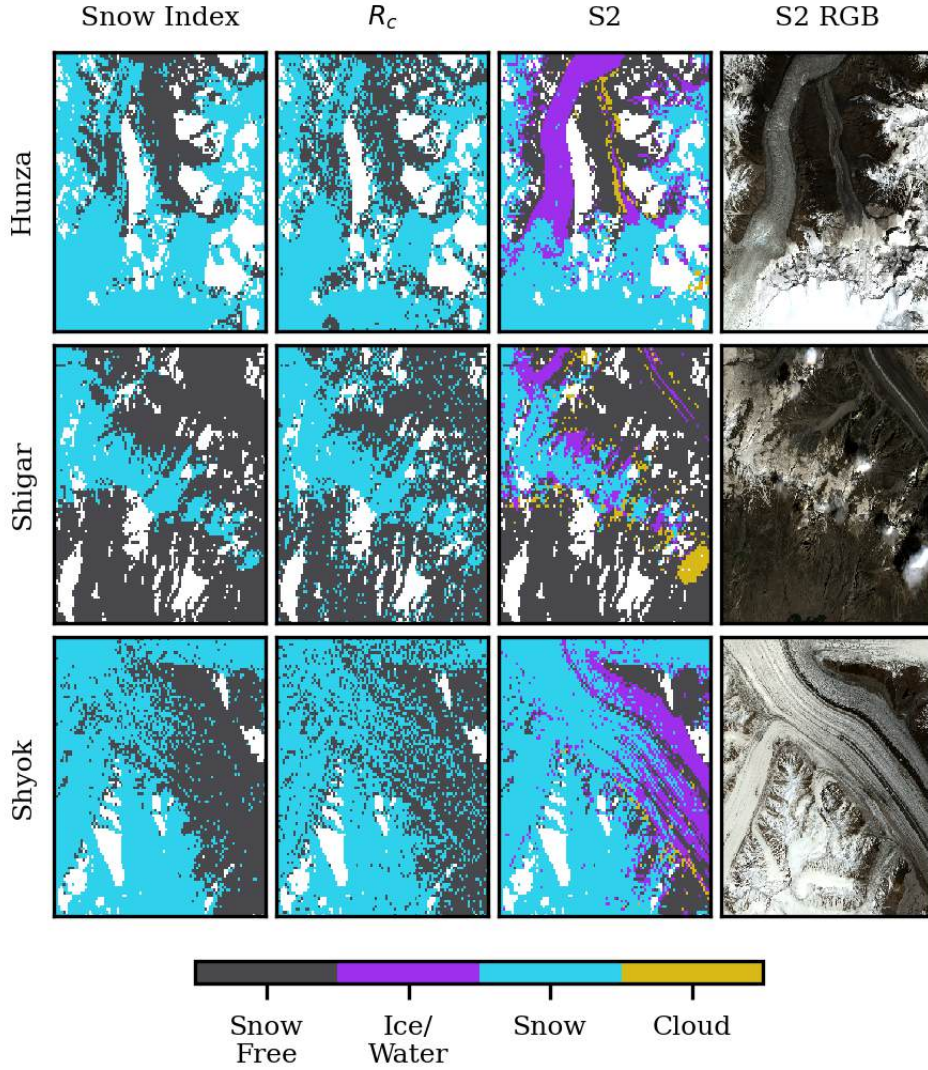 Snow Index R_c S2 S2 RGB
Hunza
Shigar
Shyok
Snow Free Ice/ Water Snow Cloud